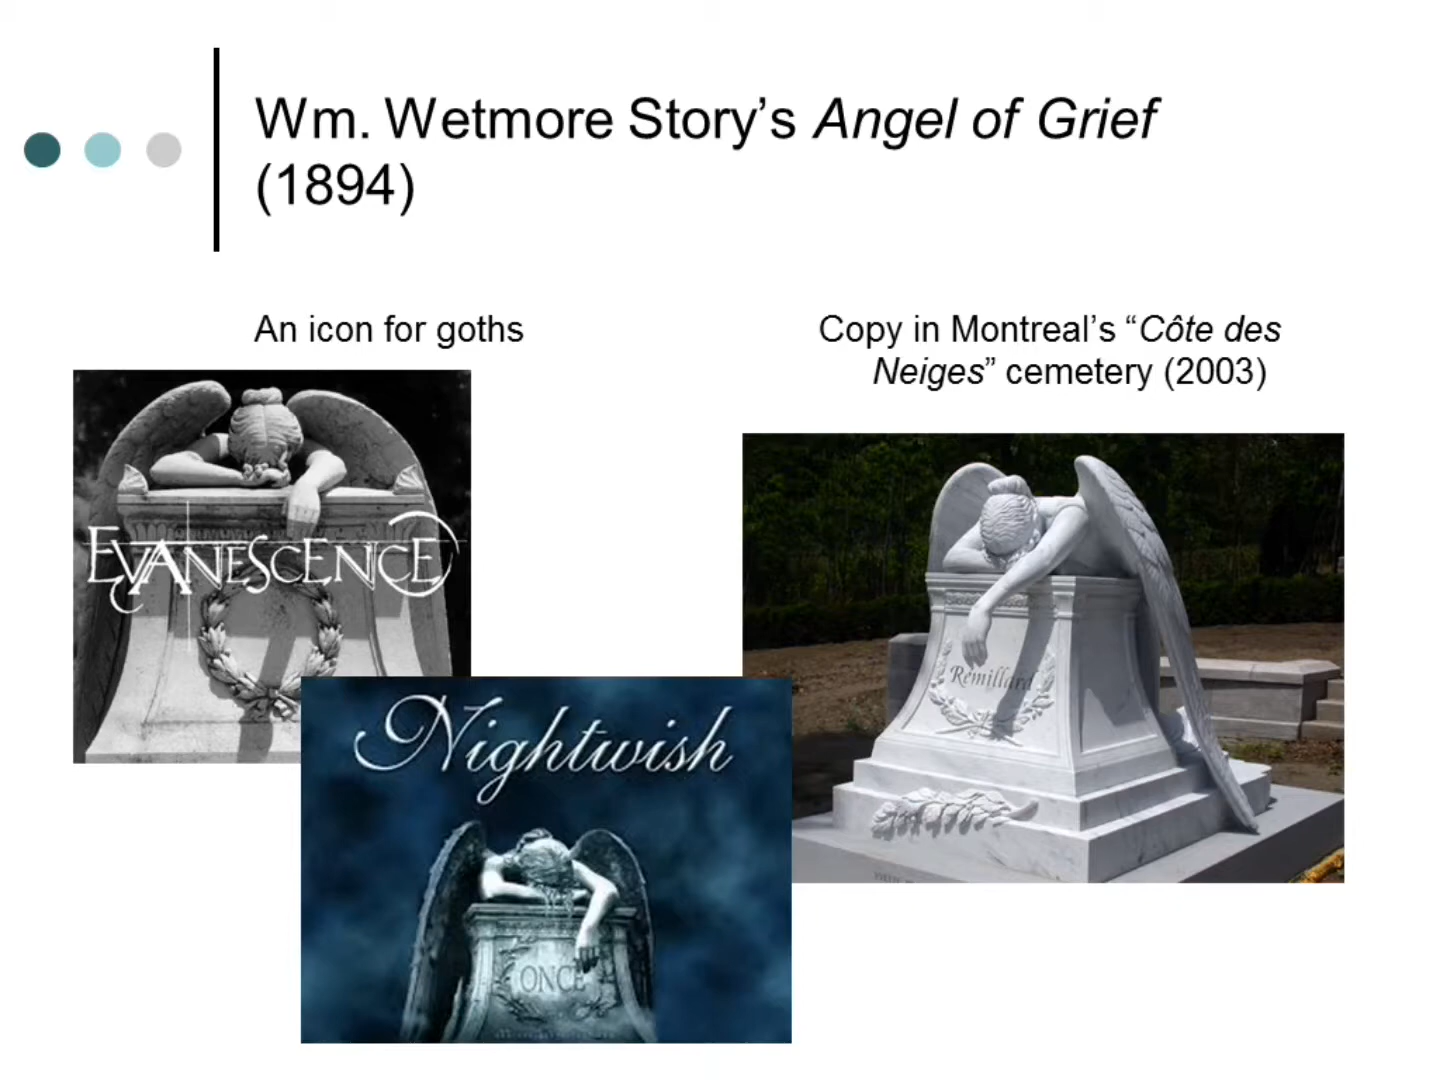 Wm. Wetmore Story’s Angel of Grief
(1894)
An icon for goths
Copy in Montreal’s “Côte des
Neiges” cemetery (2003)
EVANESCENCE
Rémillard
Nightwish
ONCE